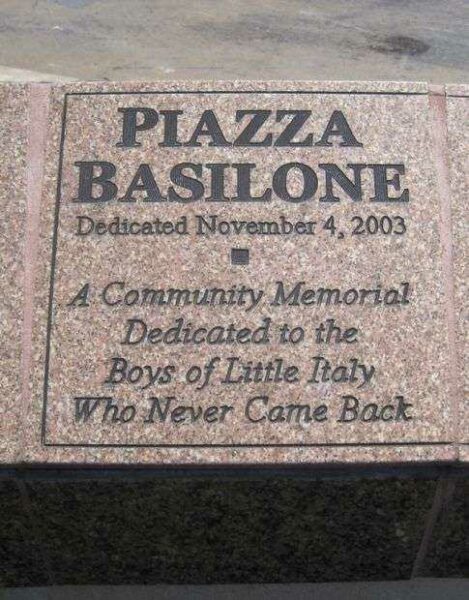 PIAZZA
BASILONE
Dedicated November 4, 2003
A Community Memorial
Dedicated to the
Boys of Little Italy
Who Never Came Back